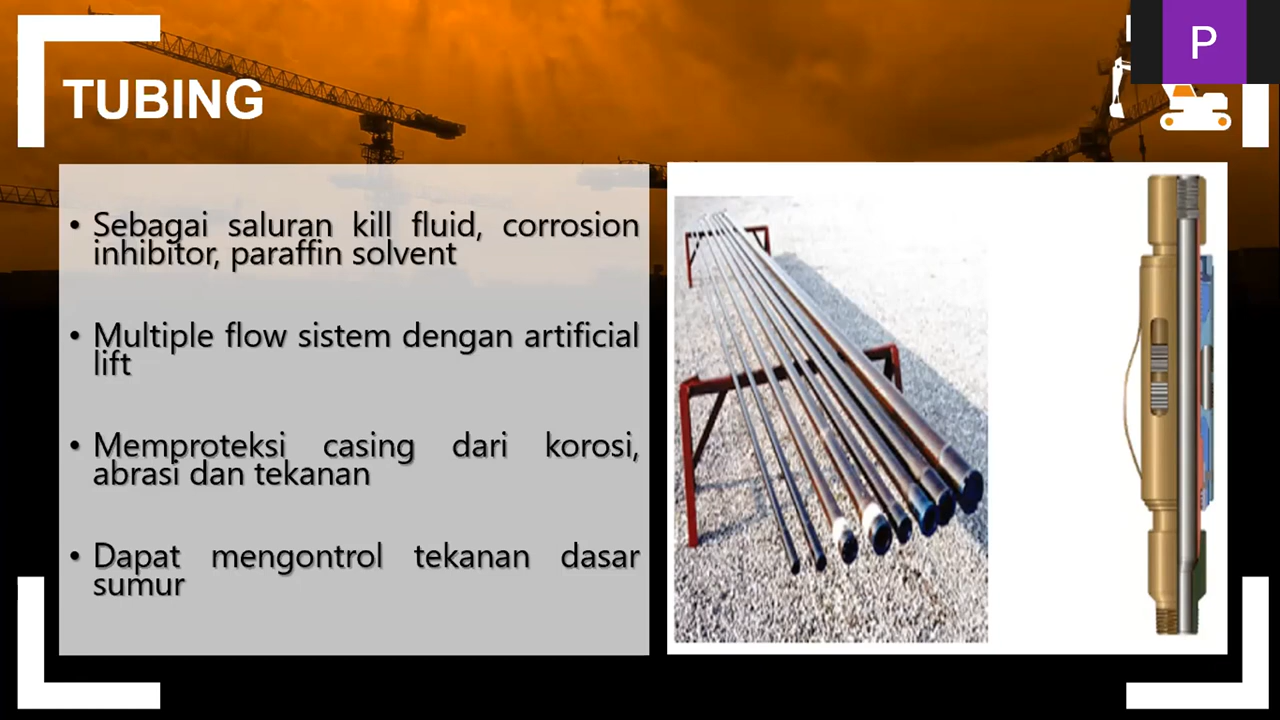 TUBING
P
• Sebagai saluran kill fluid, corrosion
inhibitor, paraffin solvent
• Multiple flow sistem dengan artificial
lift
• Memproteksi casing dari korosi,
abrasi dan tekanan
• Dapat mengontrol tekanan dasar
sumur